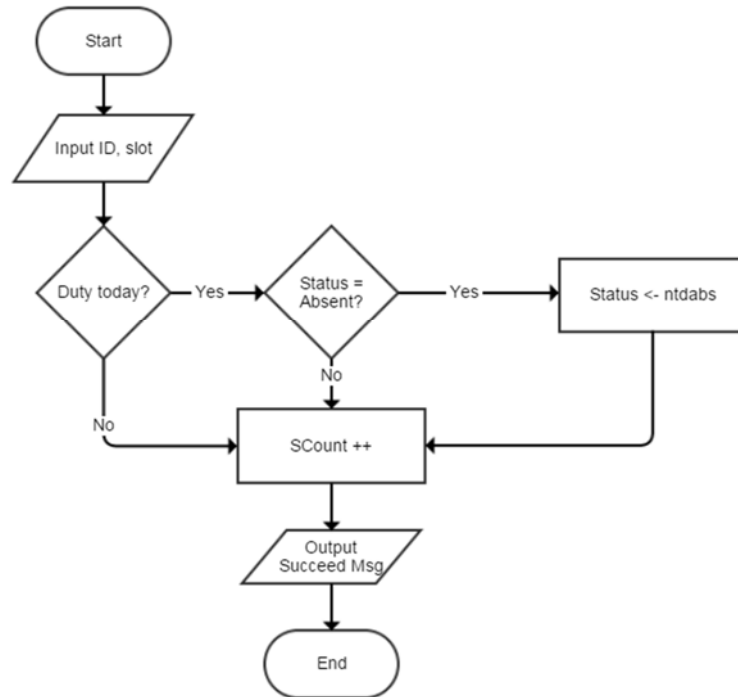 Start
Input ID, slot
Duty today?
Yes
Status =
Absent?
Yes
Status <- ntdabs
No
No
SCount ++
Output
Succeed Msg
End